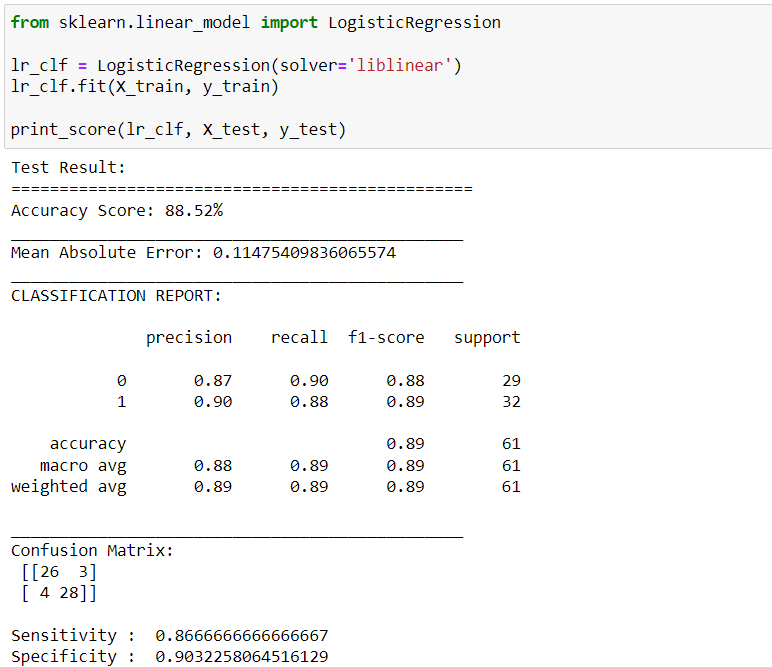 from sklearn.linear_model import LogisticRegression
lr_clf = LogisticRegression(solver='liblinear')
lr_clf.fit(X_train, y_train)
print_score(lr_clf, X_test, y_test)
Test Result:
================================================
Accuracy Score: 88.52%
_______________________________________________
Mean Absolute Error: 0.11475409836065574
_______________________________________________
CLASSIFICATION REPORT:
precision recall f1-score support
0 0.87 0.90 0.88 29
1 0.90 0.88 0.89 32
accuracy 0.89 61
macro avg 0.88 0.89 0.89 61
weighted avg 0.89 0.89 0.89 61
_______________________________________________
Confusion Matrix:
[[26 3]
[ 4 28]]
Sensitivity : 0.8666666666666667
Specificity : 0.9032258064516129